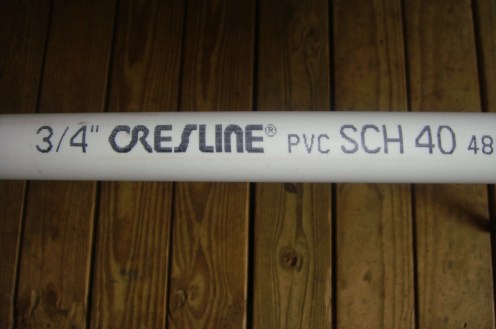 3/4" CRESLINE® PVC SCH 40 48